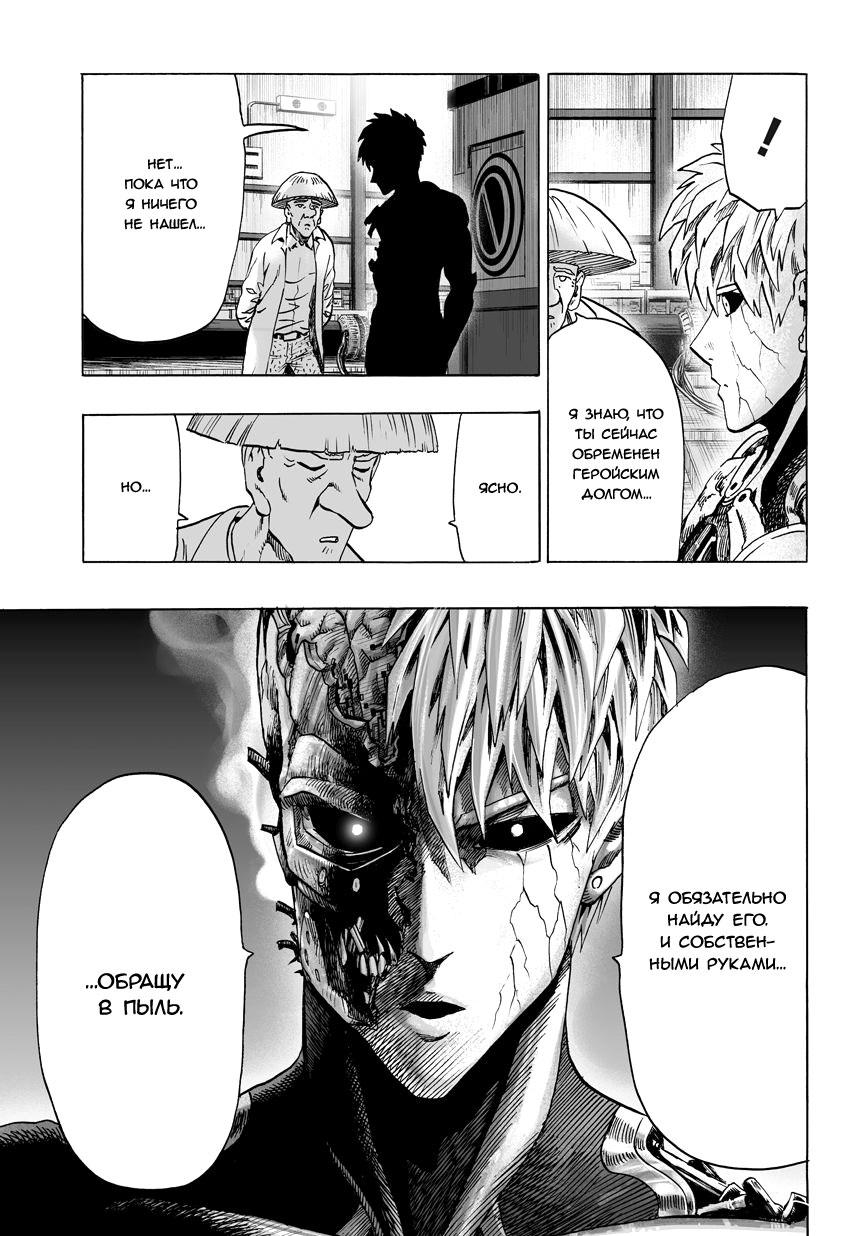 !
Я ЗНАЮ, ЧТО
ТЫ СЕЙЧАС
ОБРЕМЕНЕН
ГЕРОЙСКИМ
ДОЛГОМ...
НЕТ...
ПОКА ЧТО
Я НИЧЕГО
НЕ НАШЕЛ...
3
ЯСНО.
НО...
Я ОБЯЗАТЕЛЬНО
НАЙДУ ЕГО.
И СОБСТВЕН-
НЫМИ РУКАМИ...
...ОБРАЩУ
В ПЫЛЬ.